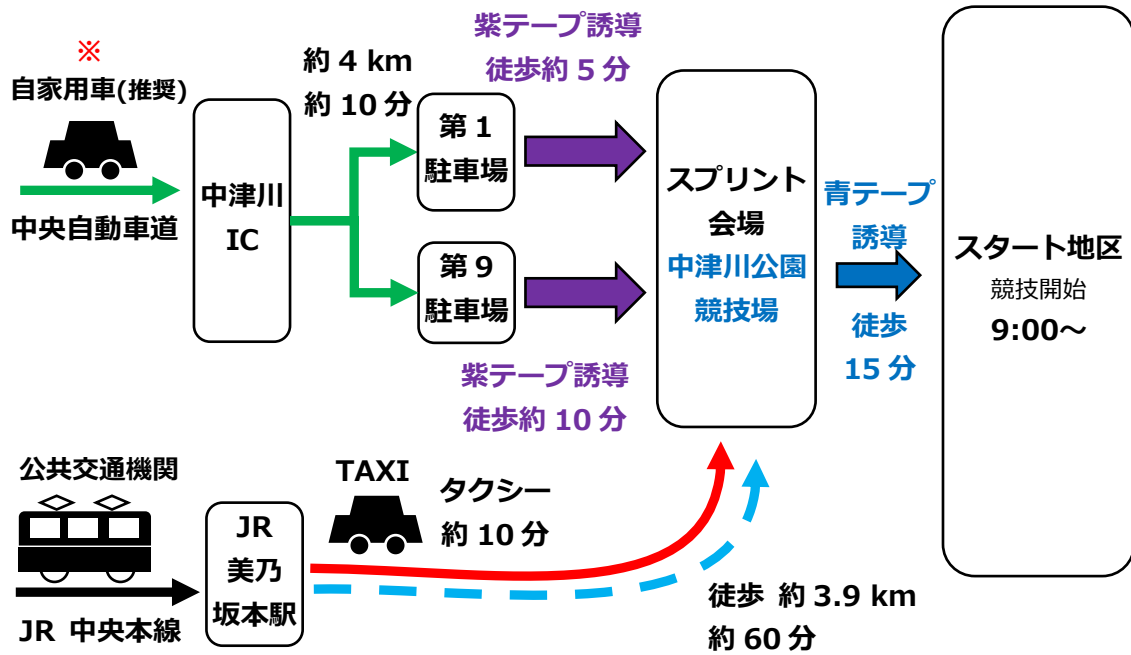 ※
自家用車(推奨)
中央自動車道
中津川
IC
約 4 km
約 10 分
第 1
駐車場
第 9
駐車場
紫テープ誘導
徒歩約 5 分
紫テープ誘導
徒歩約 10 分
スプリント
会場
中津川公園
競技場
青テープ
誘導
徒歩
15 分
スタート地区
競技開始
9:00～
公共交通機関
JR 中央本線
JR
美乃
坂本駅
TAXI
タクシー
約 10 分
徒歩 約 3.9 km
約 60 分